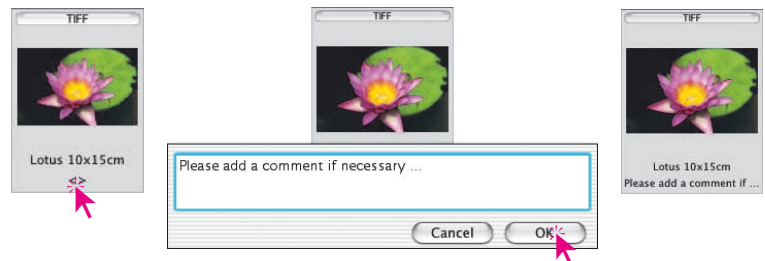 TIFF
Lotus 10x15cm
<>
TIFF
Please add a comment if necessary ...
Cancel
OK
TIFF
Lotus 10x15cm
Please add a comment if ...